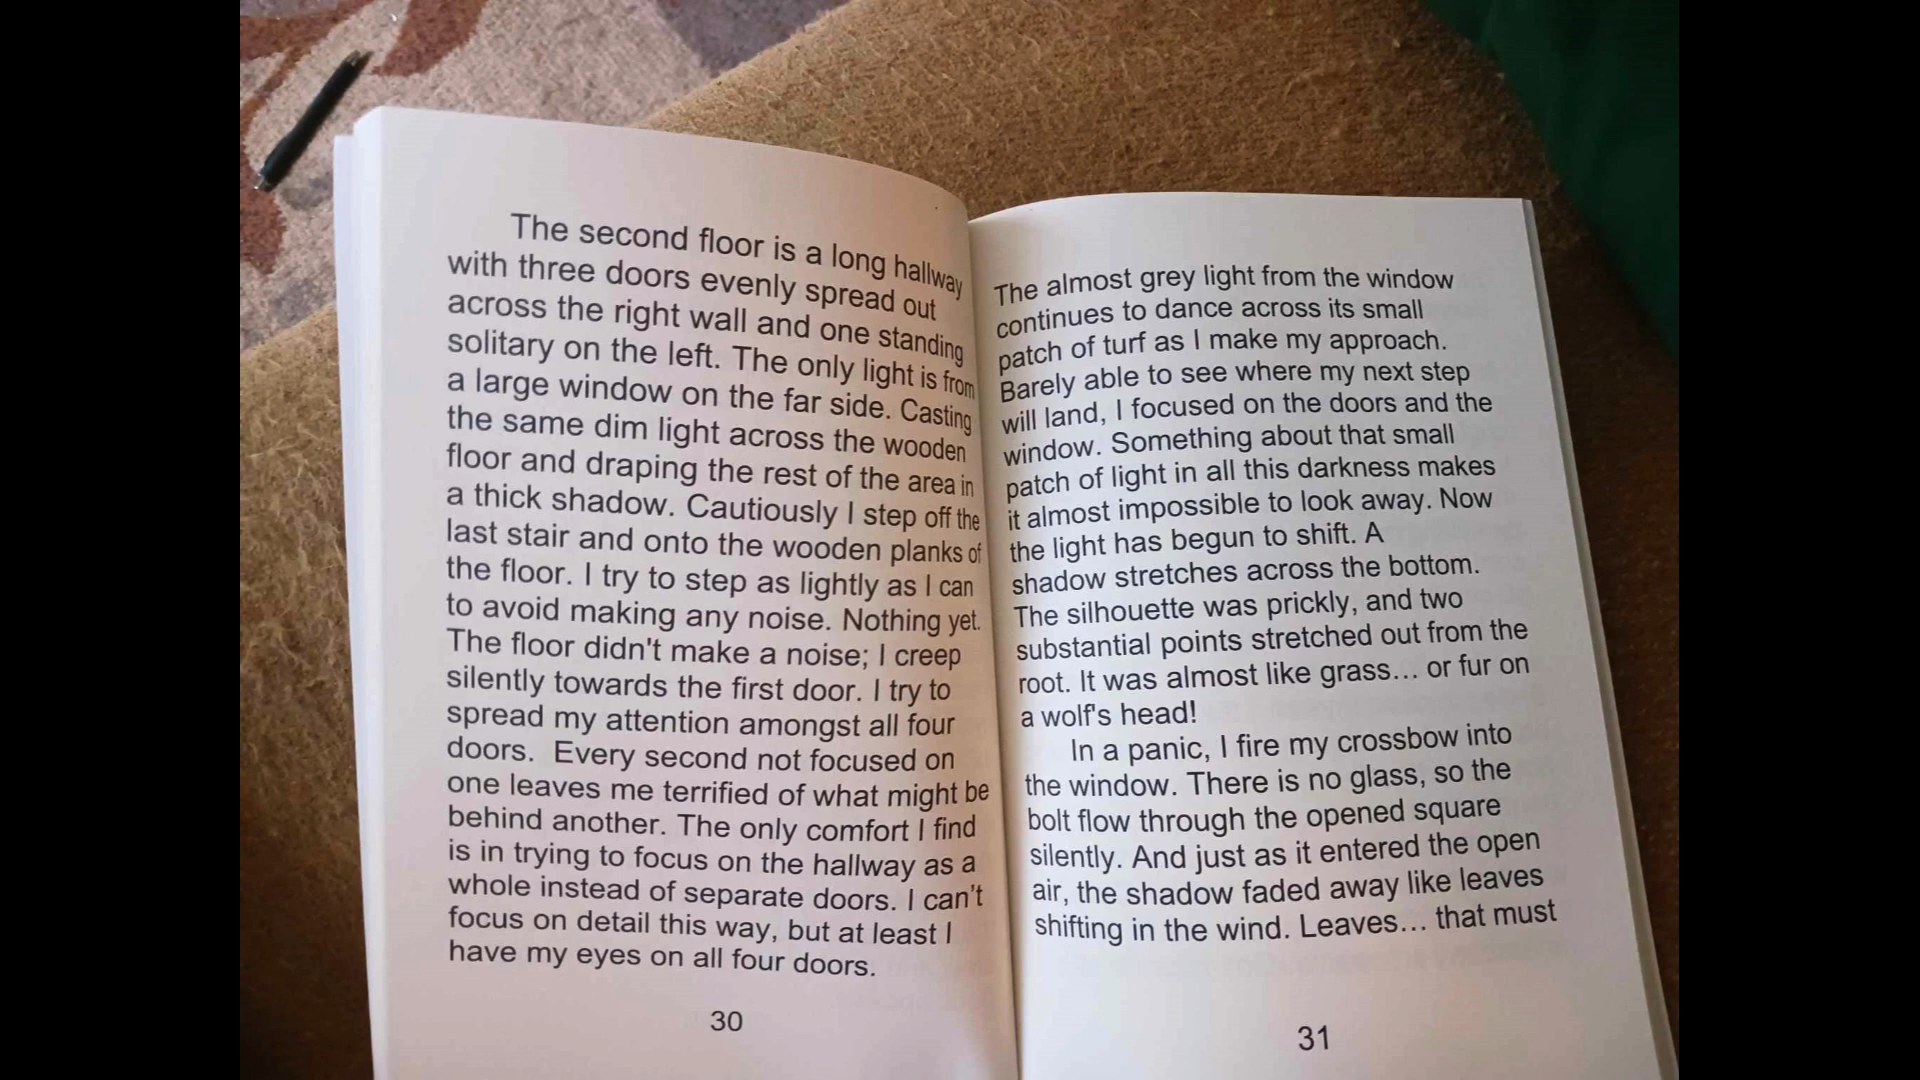 The second floor is a long hallway
with three doors evenly spread out
across the right wall and one standing
solitary on the left. The only light is from
a large window on the far side. Casting
the same dim light across the wooden
floor and draping the rest of the area in
a thick shadow. Cautiously I step off the
last stair and onto the wooden planks of
the floor. I try to step as lightly as I can
to avoid making any noise. Nothing yet.
The floor didn't make a noise; I creep
silently towards the first door. I try to
spread my attention amongst all four
doors.  Every second not focused on
one leaves me terrified of what might be
behind another. The only comfort I find
is in trying to focus on the hallway as a
whole instead of separate doors. I can't
focus on detail this way, but at least I
have my eyes on all four doors.
30
The almost grey light from the window
continues to dance across its small
patch of turf as I make my approach.
Barely able to see where my next step
will land, I focused on the doors and the
window. Something about that small
patch of light in all this darkness makes
it almost impossible to look away. Now
the light has begun to shift. A
shadow stretches across the bottom.
The silhouette was prickly, and two
substantial points stretched out from the
root. It was almost like grass… or fur on
a wolf's head!
In a panic, I fire my crossbow into
the window. There is no glass, so the
bolt flow through the opened square
silently. And just as it entered the open
air, the shadow faded away like leaves
shifting in the wind. Leaves… that must
31